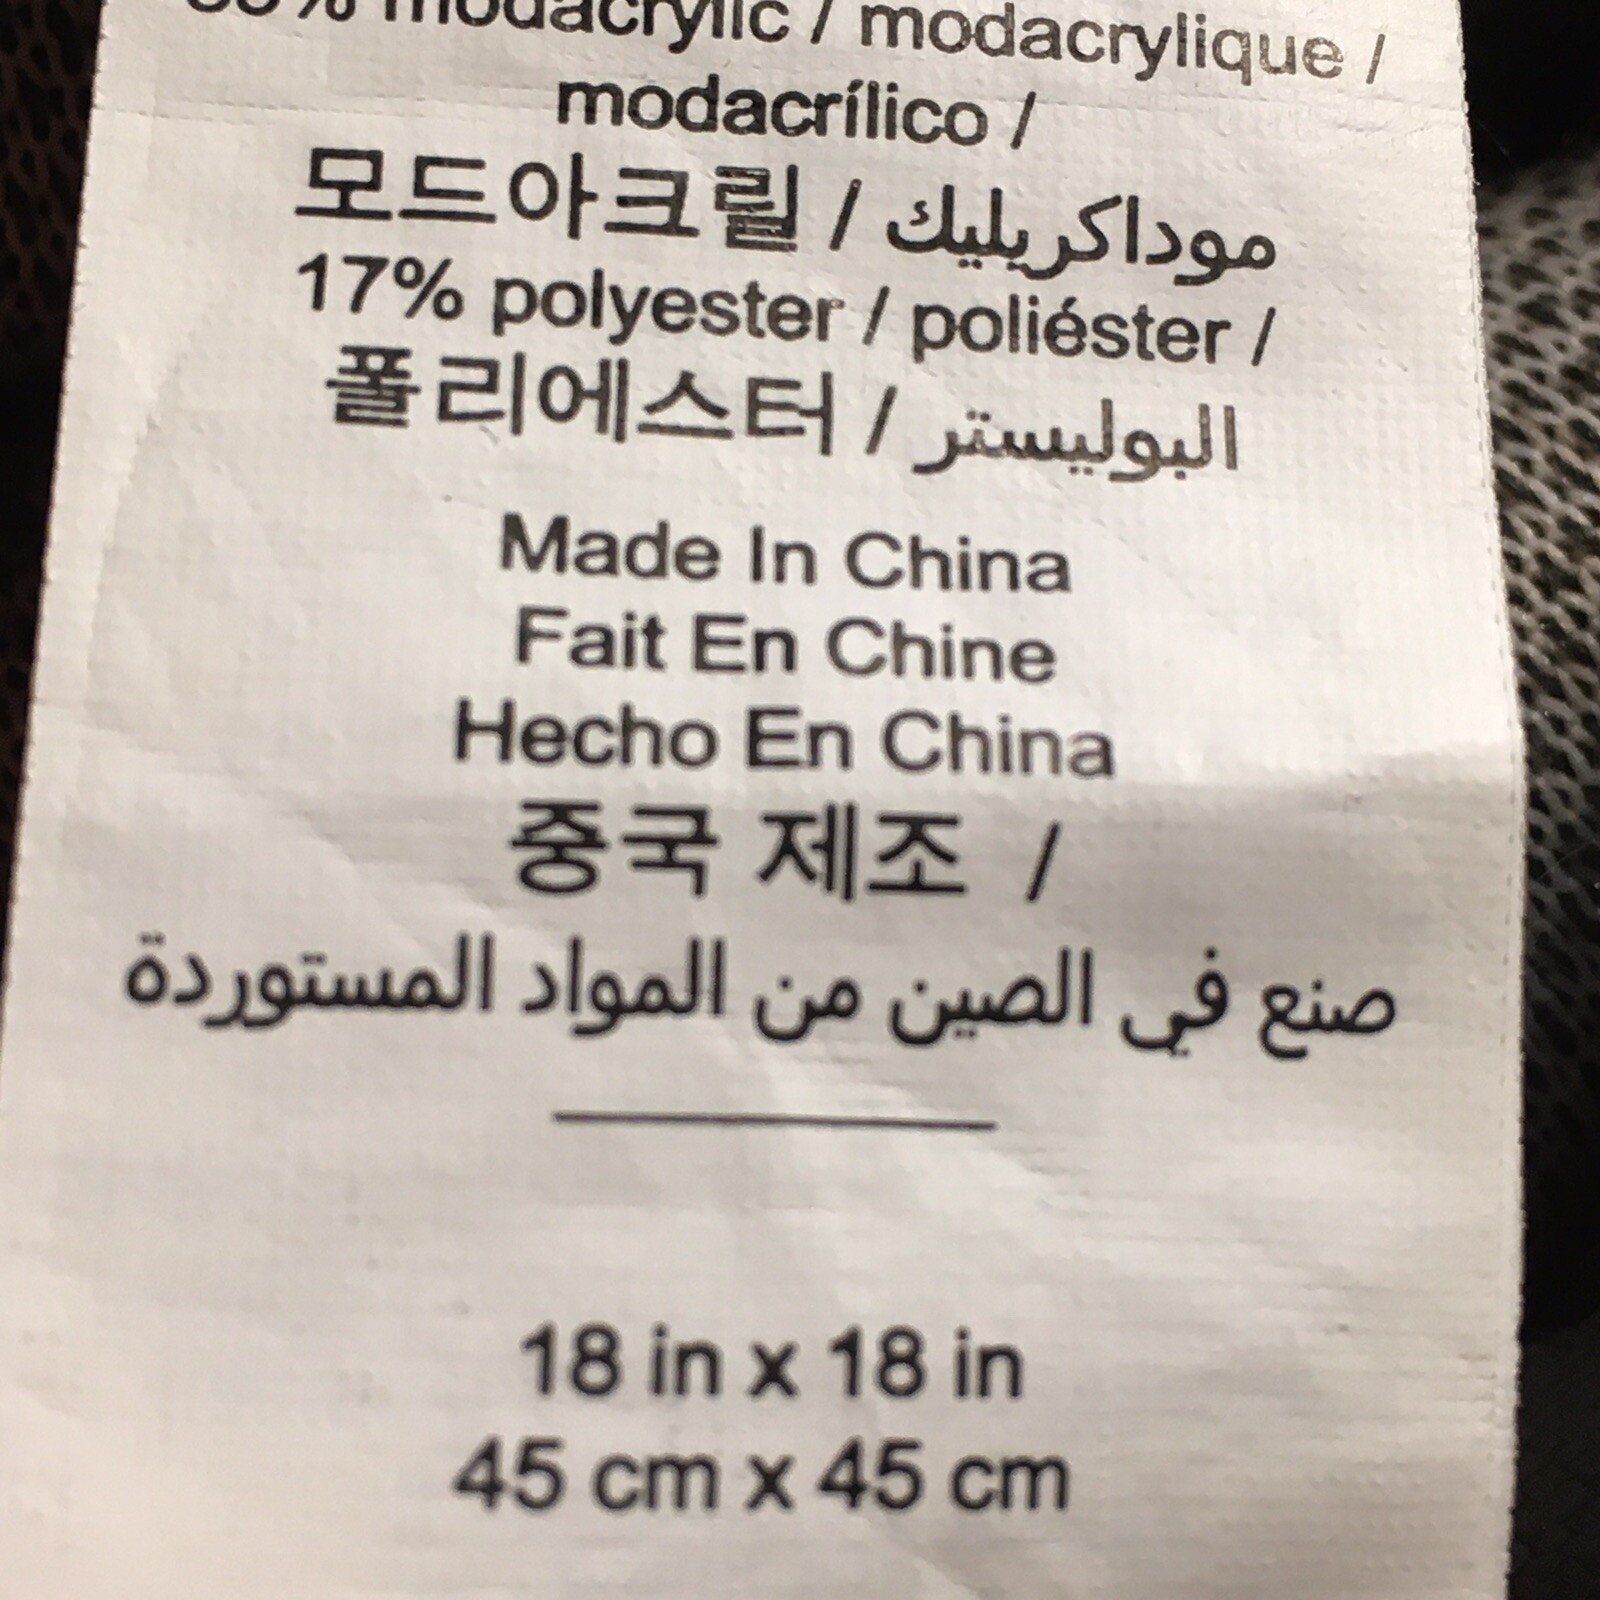 modacrylic / modacrylique /
modacrílico /
모드아크릴 / موداكريليك
17% polyester / poliéster /
폴리에스터 / البوليستر
Made In China
Fait En Chine
Hecho En China
중국 제조 /
صنع في الصين من المواد المستوردة
18 in x 18 in
45 cm x 45 cm